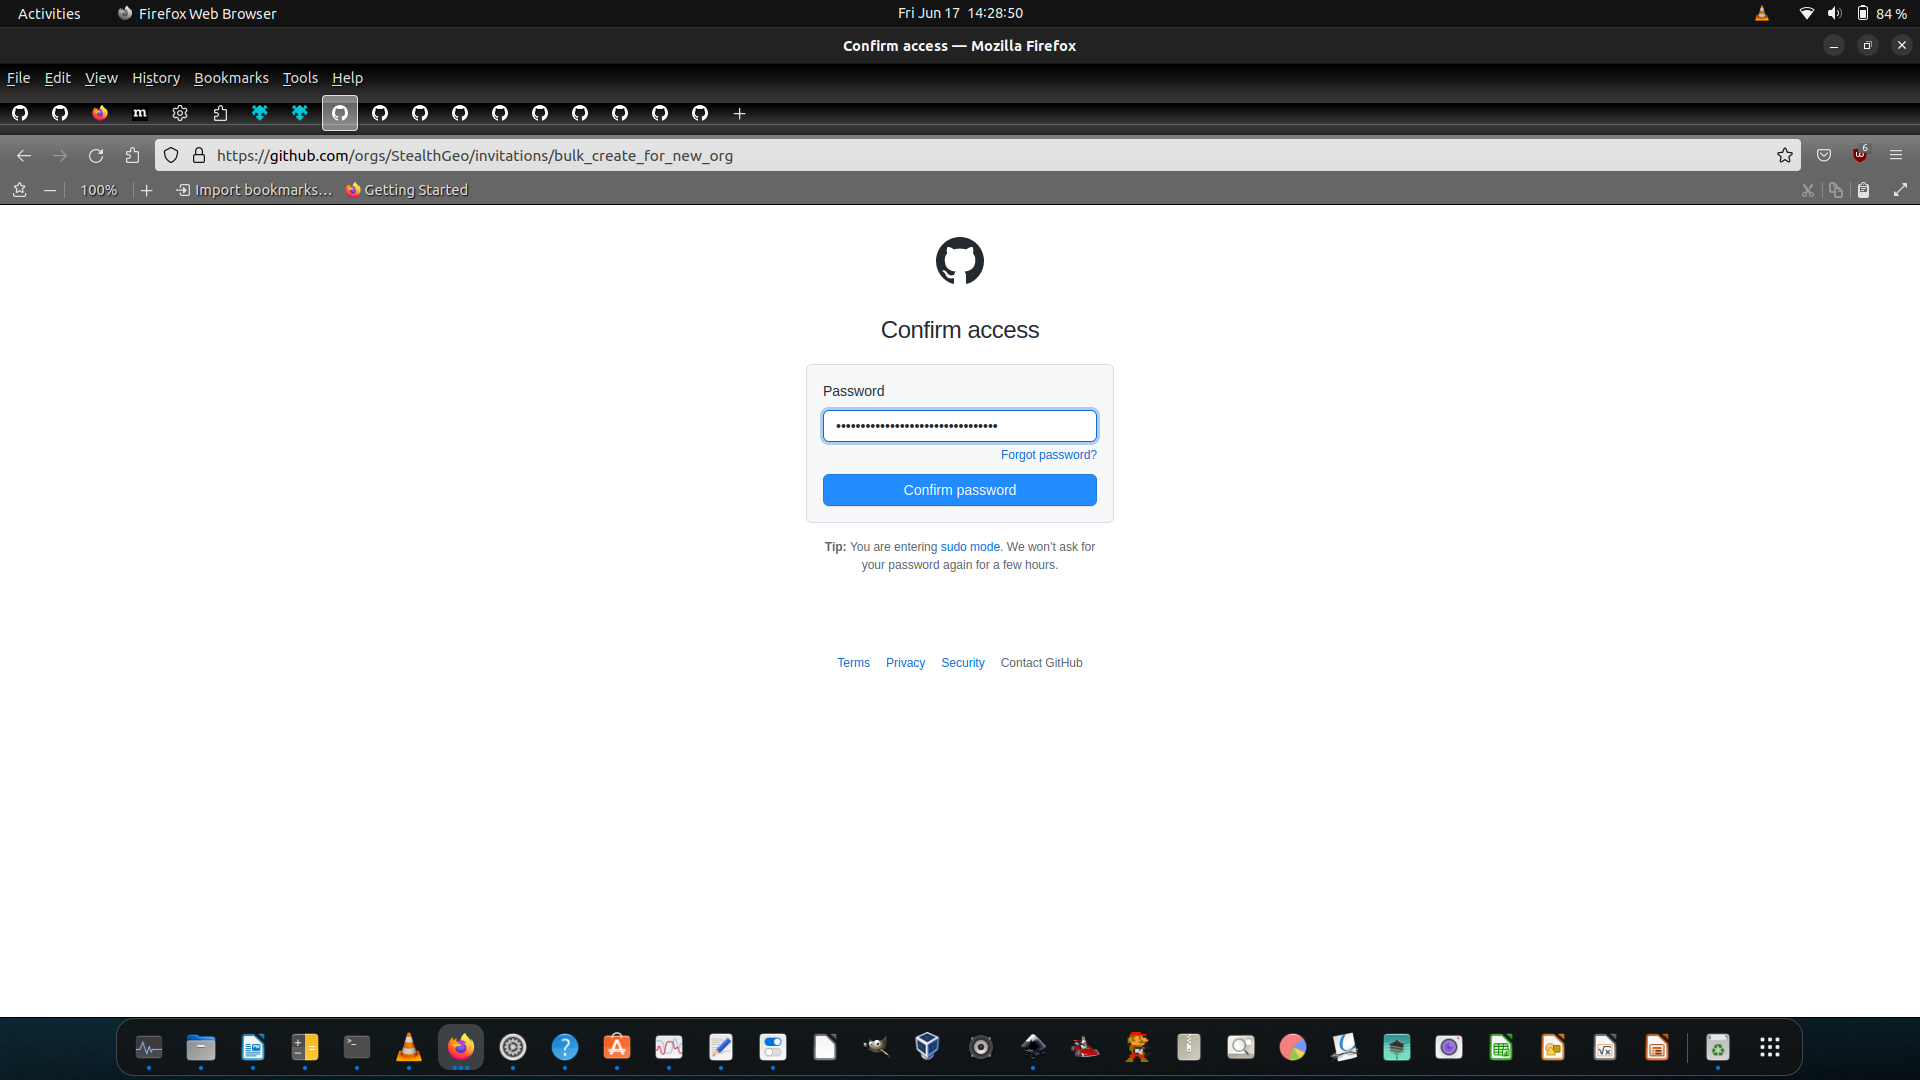 Activities Firefox Web Browser Fri Jun 17 14:28:50 84 %
Confirm access — Mozilla Firefox
File Edit View History Bookmarks Tools Help
m
https://github.com/orgs/StealthGeo/invitations/bulk_create_for_new_org 6
100% Import bookmarks… Getting Started
Confirm access
Password
•••••••••••••••••••••••••••••••••
Forgot password?
Confirm password
Tip: You are entering sudo mode. We won't ask for
your password again for a few hours.
Terms Privacy Security Contact GitHub